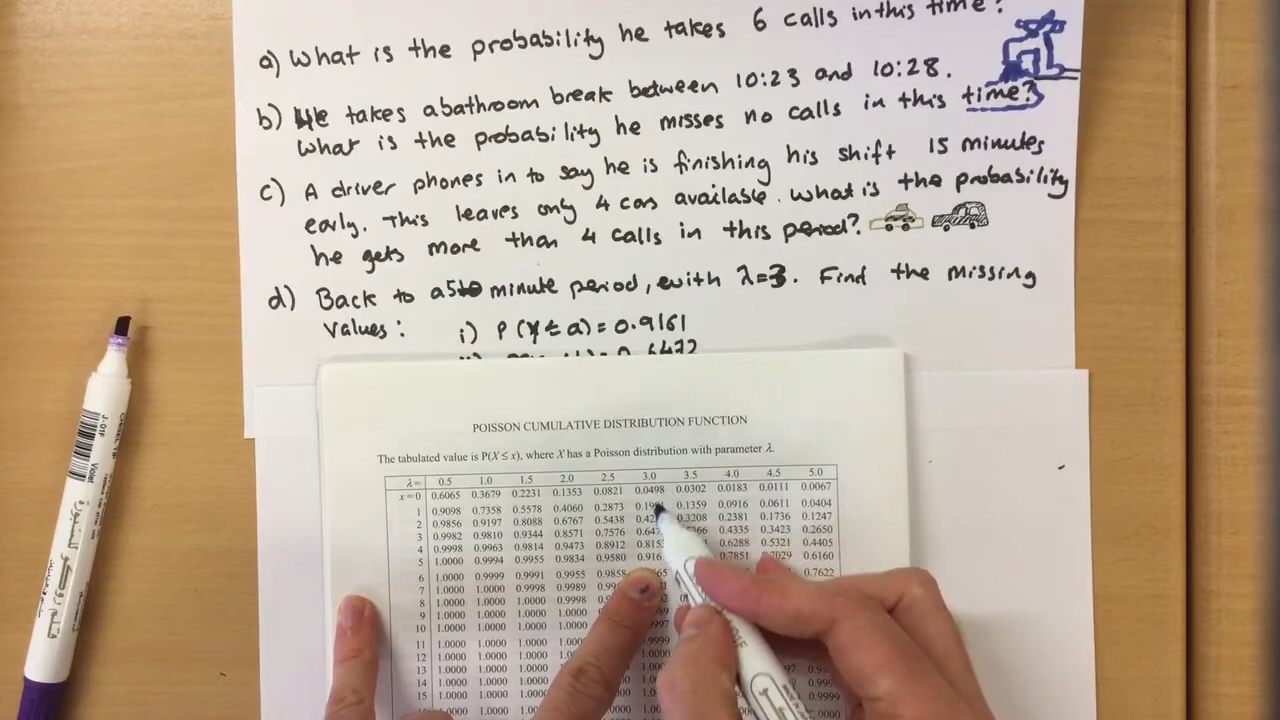 a) What is the probability he takes 6 calls in this time?
b) He takes a bathroom break between 10:23 and 10:28.
What is the probability he misses no calls in this time?
c) A driver phones in to say he is finishing his shift 15 minutes
early. This leaves only 4 cars available. What is the probability
he gets more than 4 calls in this period?
d) Back to a 5 minute period, with λ=3. Find the missing
values: i) P(X≤a)=0.9161
0.6472
POISSON CUMULATIVE DISTRIBUTION FUNCTION
The tabulated value is P(X ≤ x), where X has a Poisson distribution with parameter λ.
λ = 0.5 1.0 1.5 2.0 2.5 3.0 3.5 4.0 4.5 5.0
x = 0 0.6065 0.3679 0.2231 0.1353 0.0821 0.0498 0.0302 0.0183 0.0111 0.0067
1 0.9098 0.7358 0.5578 0.4060 0.2873 0.1359 0.0916 0.0611 0.0404
2 0.9856 0.9197 0.8088 0.6767 0.5438 0.3208 0.2381 0.1736 0.1247
3 0.9982 0.9810 0.9344 0.8571 0.7576 0.4335 0.3423 0.2650
4 0.9998 0.9963 0.9814 0.9473 0.8912 0.6288 0.5321 0.4405
5 1.0000 0.9994 0.9955 0.9834 0.9580 0.7851 0.6160
6 1.0000 0.9999 0.9991 0.9955 0.9858 0.7622
7 1.0000 1.0000 0.9998 0.9989
8 1.0000 1.0000 1.0000 0.9998
9 1.0000 1.0000 1.0000 1.0000
10 1.0000 1.0000 1.0000 1.0000
11 1.0000 1.0000 1.0000 1.0000
12 1.0000 1.0000 1.0000 1.0000
13 1.0000 1.0000 1.0000
14 1.0000 1.0000 1.0000
15 1.0000 1.0000 1.0000 0.9999
J-01F
Violet